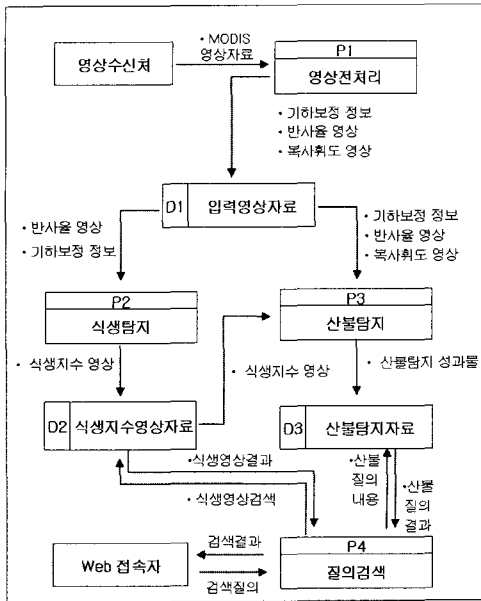 • MODIS
영상자료
영상수신처
P1
영상전처리
• 기하보정 정보
• 반사율 영상
• 복사휘도 영상
D1 입력영상자료
• 반사율 영상
• 기하보정 정보
• 기하보정 정보
• 반사율 영상
• 복사휘도 영상
P2
식생탐지
P3
산불탐지
• 식생지수 영상
• 식생지수 영상
• 산불탐지 성과물
D2 식생지수영상자료
D3 산불탐지자료
•식생영상결과
• 식생영상검색
•산불
질의
내용
•산불
질의
결과
검색결과
Web 접속자
검색질의
P4
질의검색